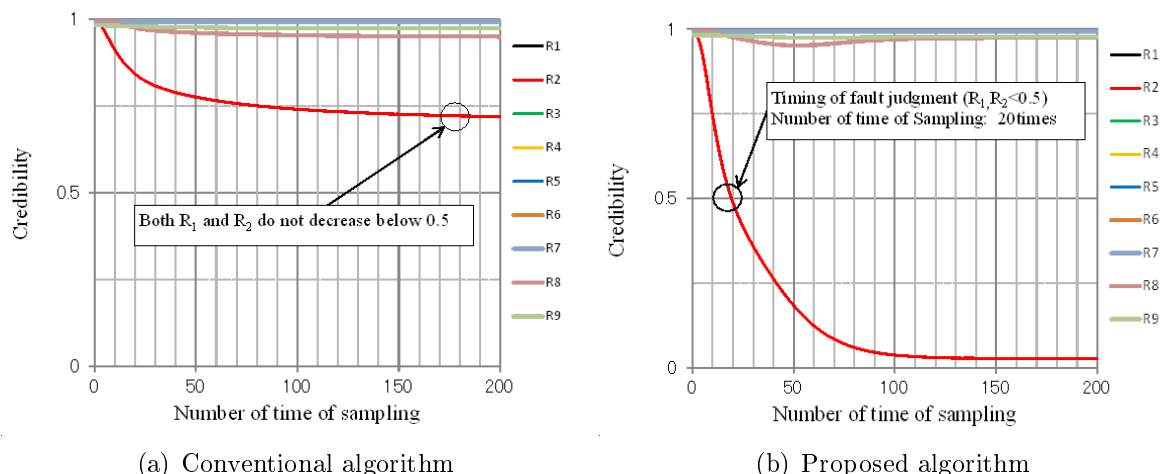 1
0.5
0
Credibility
0
50
100
150
200
Number of time of sampling
Both R1 and R2 do not decrease below 0.5
R1
R2
R3
R4
R5
R6
R7
R8
R9
(a) Conventional algorithm
1
0.5
0
Credibility
0
50
100
150
200
Number of time of sampling
Timing of fault judgment (R1,R2<0.5)
Number of time of Sampling: 20times
R1
R2
R3
R4
R5
R6
R7
R8
R9
(b) Proposed algorithm